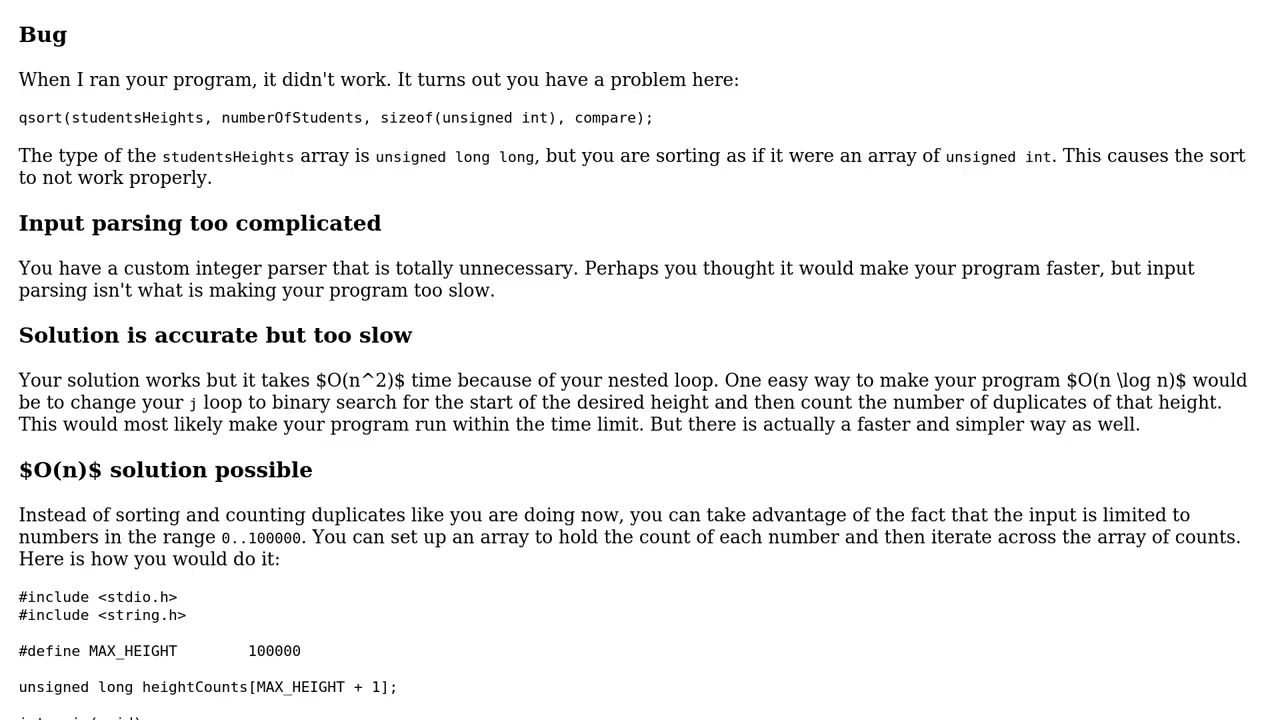 Bug
When I ran your program, it didn't work. It turns out you have a problem here:
qsort(studentsHeights, numberOfStudents, sizeof(unsigned int), compare);
The type of the studentsHeights array is unsigned long long, but you are sorting as if it were an array of unsigned int. This causes the sort
to not work properly.
Input parsing too complicated
You have a custom integer parser that is totally unnecessary. Perhaps you thought it would make your program faster, but input
parsing isn't what is making your program too slow.
Solution is accurate but too slow
Your solution works but it takes $O(n^2)$ time because of your nested loop. One easy way to make your program $O(n \log n)$ would
be to change your j loop to binary search for the start of the desired height and then count the number of duplicates of that height.
This would most likely make your program run within the time limit. But there is actually a faster and simpler way as well.
$O(n)$ solution possible
Instead of sorting and counting duplicates like you are doing now, you can take advantage of the fact that the input is limited to
numbers in the range 0..100000. You can set up an array to hold the count of each number and then iterate across the array of counts.
Here is how you would do it:
#include <stdio.h>
#include <string.h>
#define MAX_HEIGHT        100000
unsigned long heightCounts[MAX_HEIGHT + 1];